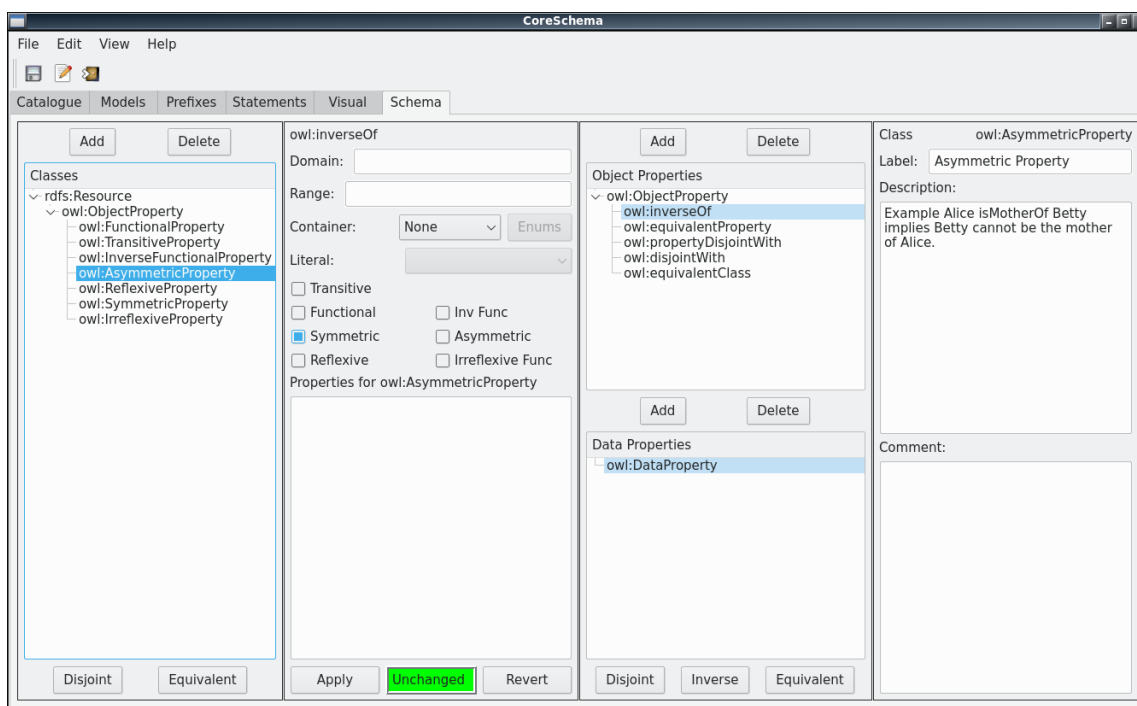 CoreSchema
File Edit View Help
Catalogue Models Prefixes Statements Visual Schema
Add Delete
Classes
rdfs:Resource
owl:ObjectProperty
owl:FunctionalProperty
owl:TransitiveProperty
owl:InverseFunctionalProperty
owl:AsymmetricProperty
owl:ReflexiveProperty
owl:SymmetricProperty
owl:IrreflexiveProperty
Disjoint Equivalent
owl:inverseOf
Domain:
Range:
Container: None Enums
Literal:
Transitive
Functional Inv Func
Symmetric Asymmetric
Reflexive Irreflexive Func
Properties for owl:AsymmetricProperty
Apply Unchanged Revert
Add Delete
Object Properties
owl:ObjectProperty
owl:inverseOf
owl:equivalentProperty
owl:propertyDisjointWith
owl:disjointWith
owl:equivalentClass
Add Delete
Data Properties
owl:DataProperty
Disjoint Inverse Equivalent
Class owl:AsymmetricProperty
Label: Asymmetric Property
Description:
Example Alice isMotherOf Betty
implies Betty cannot be the mother
of Alice.
Comment: